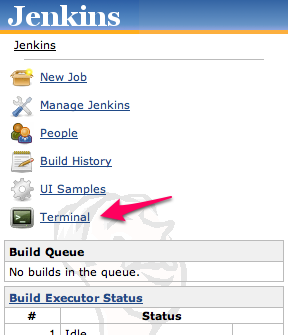 Jenkins
Jenkins
New Job
Manage Jenkins
People
Build History
UI Samples
Terminal
Build Queue
No builds in the queue.
Build Executor Status
# Status
1 Idle